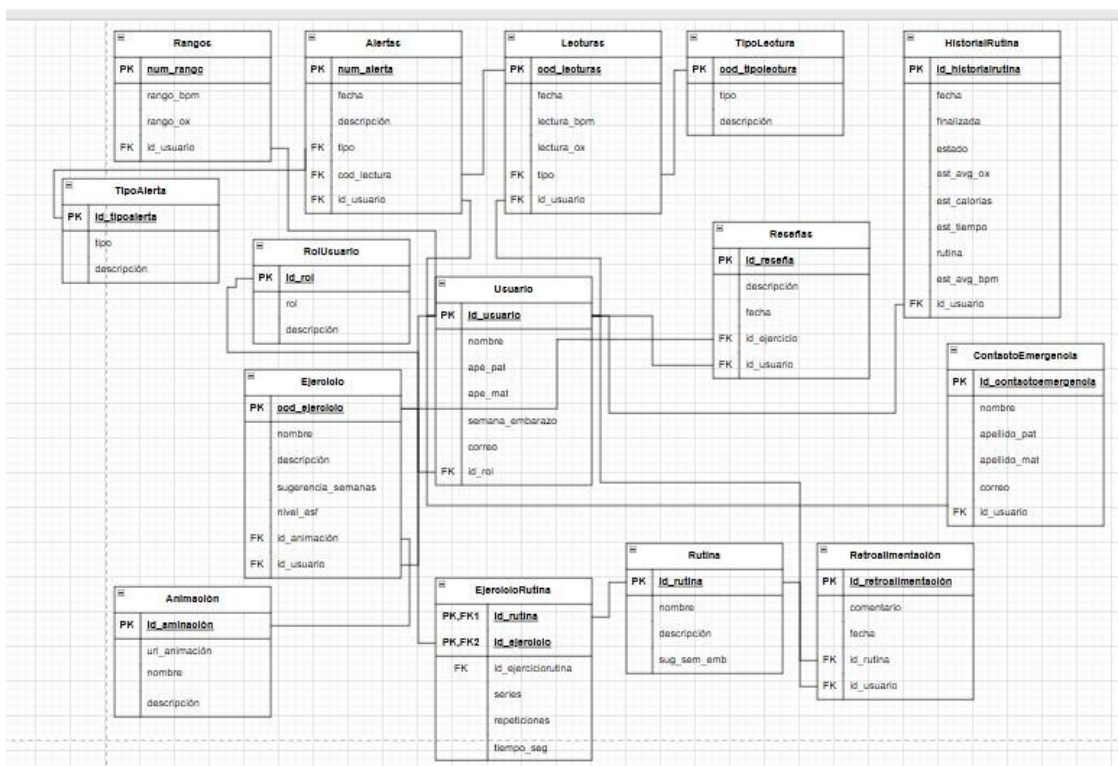 Rangos
PK num_rango
rango_bpm
rango_ox
FK id_usuario
Alertas
PK num_alerta
fecha
descripción
FK tipo
FK cod_lectura
FK id_usuario
Lecturas
PK cod_lecturas
fecha
lectura_bpm
lectura_ox
FK tipo
FK id_usuario
TipoLectura
PK cod_tipolectura
tipo
descripción
HistorialRutina
PK id_historialrutina
fecha
finalizada
estado
est_avg_ox
est_calorias
est_tiempo
rutina
est_avg_bpm
FK id_usuario
TipoAlerta
PK id_tipoalerta
tipo
descripción
RolUsuario
PK id_rol
rol
descripción
Usuario
PK id_usuario
nombre
ape_pat
ape_mat
semana_embarazo
correo
FK id_rol
Reseñas
PK id_reseña
descripción
fecha
FK id_ejercicio
FK id_usuario
ContactoEmergencia
PK id_contactoemergencia
nombre
apellido_pat
apellido_mat
correo
FK id_usuario
Ejercicio
PK cod_ejercicio
nombre
descripción
sugerencia_semanas
nivel_esf
FK id_animación
FK id_usuario
Animación
PK id_aminación
url_animación
nombre
descripción
EjercicioRutina
PK,FK1 id_rutina
PK,FK2 id_ejercicio
FK id_ejerciciorutina
series
repeticiones
tiempo_seg
Rutina
PK id_rutina
nombre
descripción
sug_sem_emb
Retroalimentación
PK id_retroalimentación
comentario
fecha
FK id_rutina
FK id_usuario